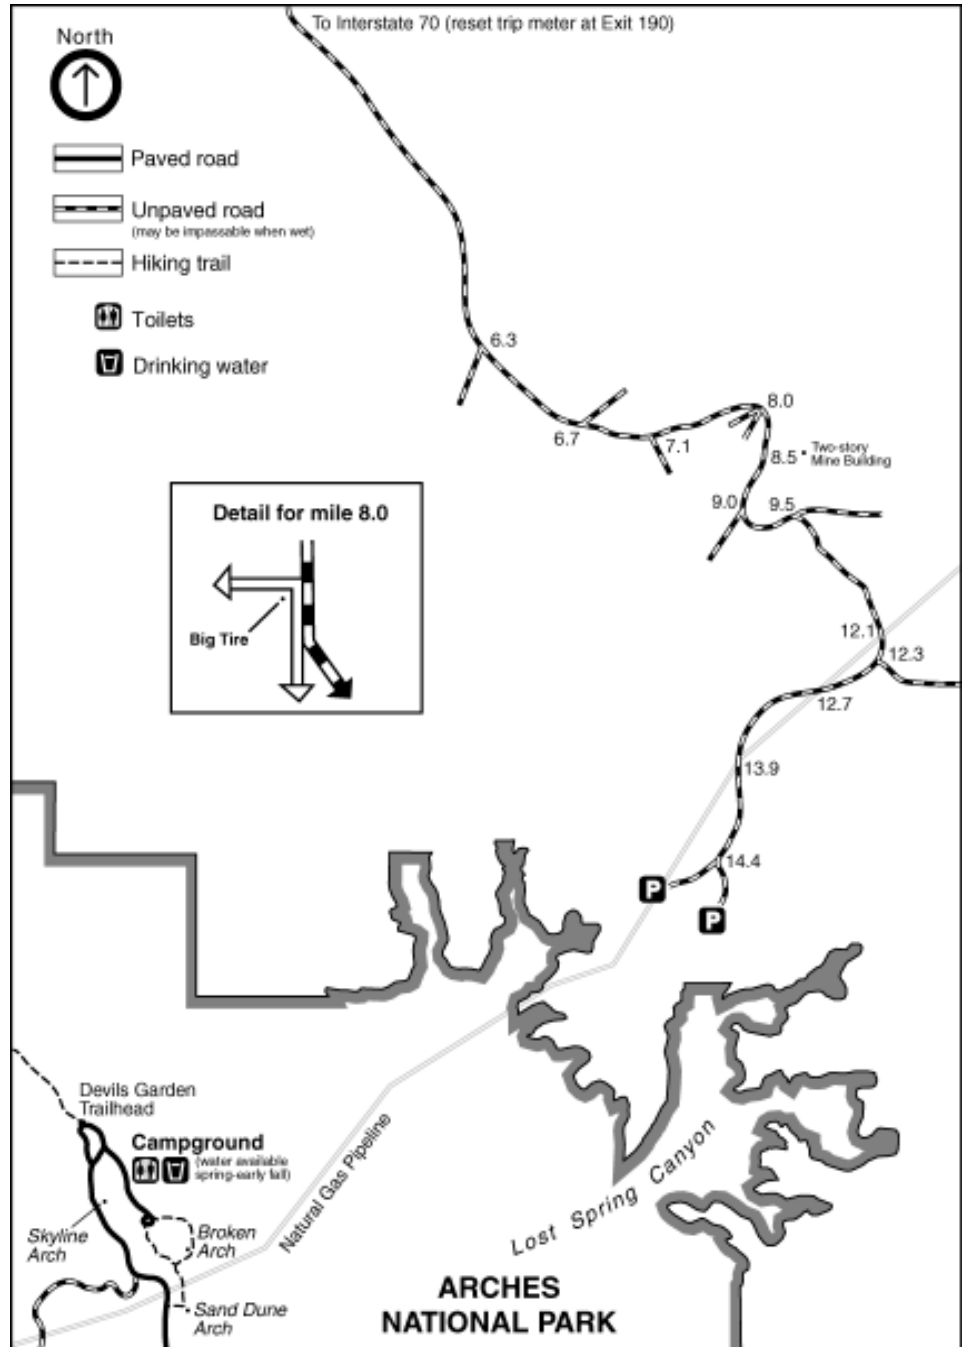 To Interstate 70 (reset trip meter at Exit 190)
North
Paved road
Unpaved road
(may be impassable when wet)
Hiking trail
Toilets
Drinking water
6.3
6.7
7.1
8.0
8.5
Two-story
Mine Building
9.0
9.5
Detail for mile 8.0
Big Tire
12.1
12.3
12.7
13.9
14.4
P
P
Devils Garden
Trailhead
Campground
(water available
spring-early fall)
Skyline
Arch
Broken
Arch
Sand Dune
Arch
Natural Gas Pipeline
Lost Spring Canyon
ARCHES
NATIONAL PARK